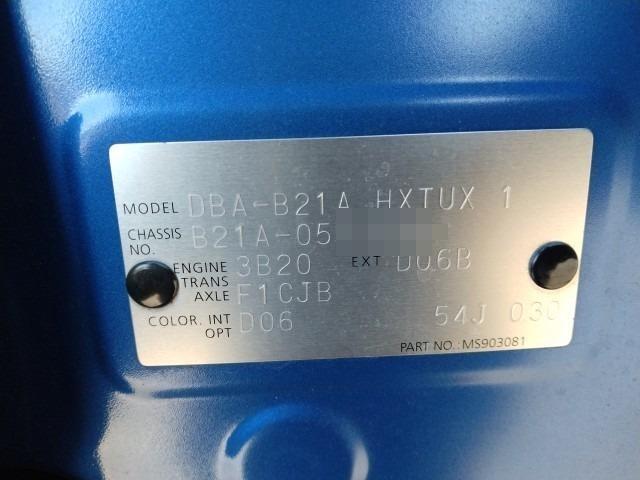 MODEL DBA-B21A HXTUX 1
CHASSIS NO. B21A-05
ENGINE 3B20 EXT D06B
TRANS AXLE F1CJB
COLOR. INT OPT D06 54J 030
PART NO.: MS903081